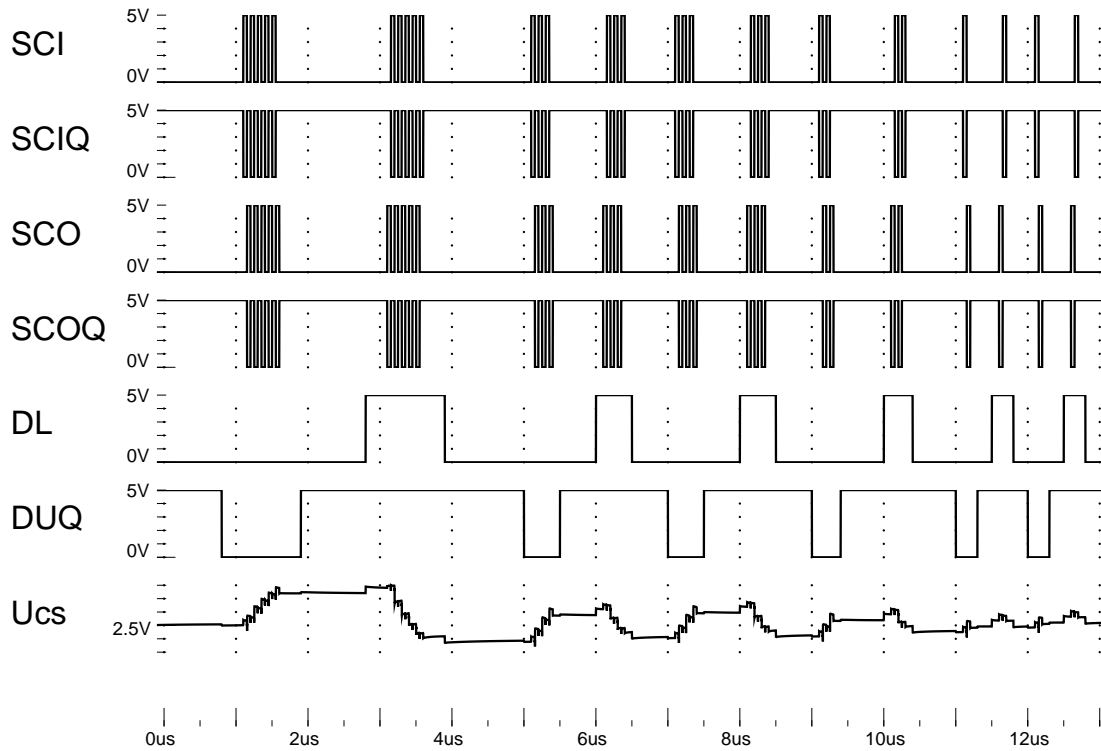 SCI
5V
0V
SCIQ
5V
0V
SCO
5V
0V
SCOQ
5V
0V
DL
5V
0V
DUQ
5V
0V
Ucs
2.5V
0us 2us 4us 6us 8us 10us 12us